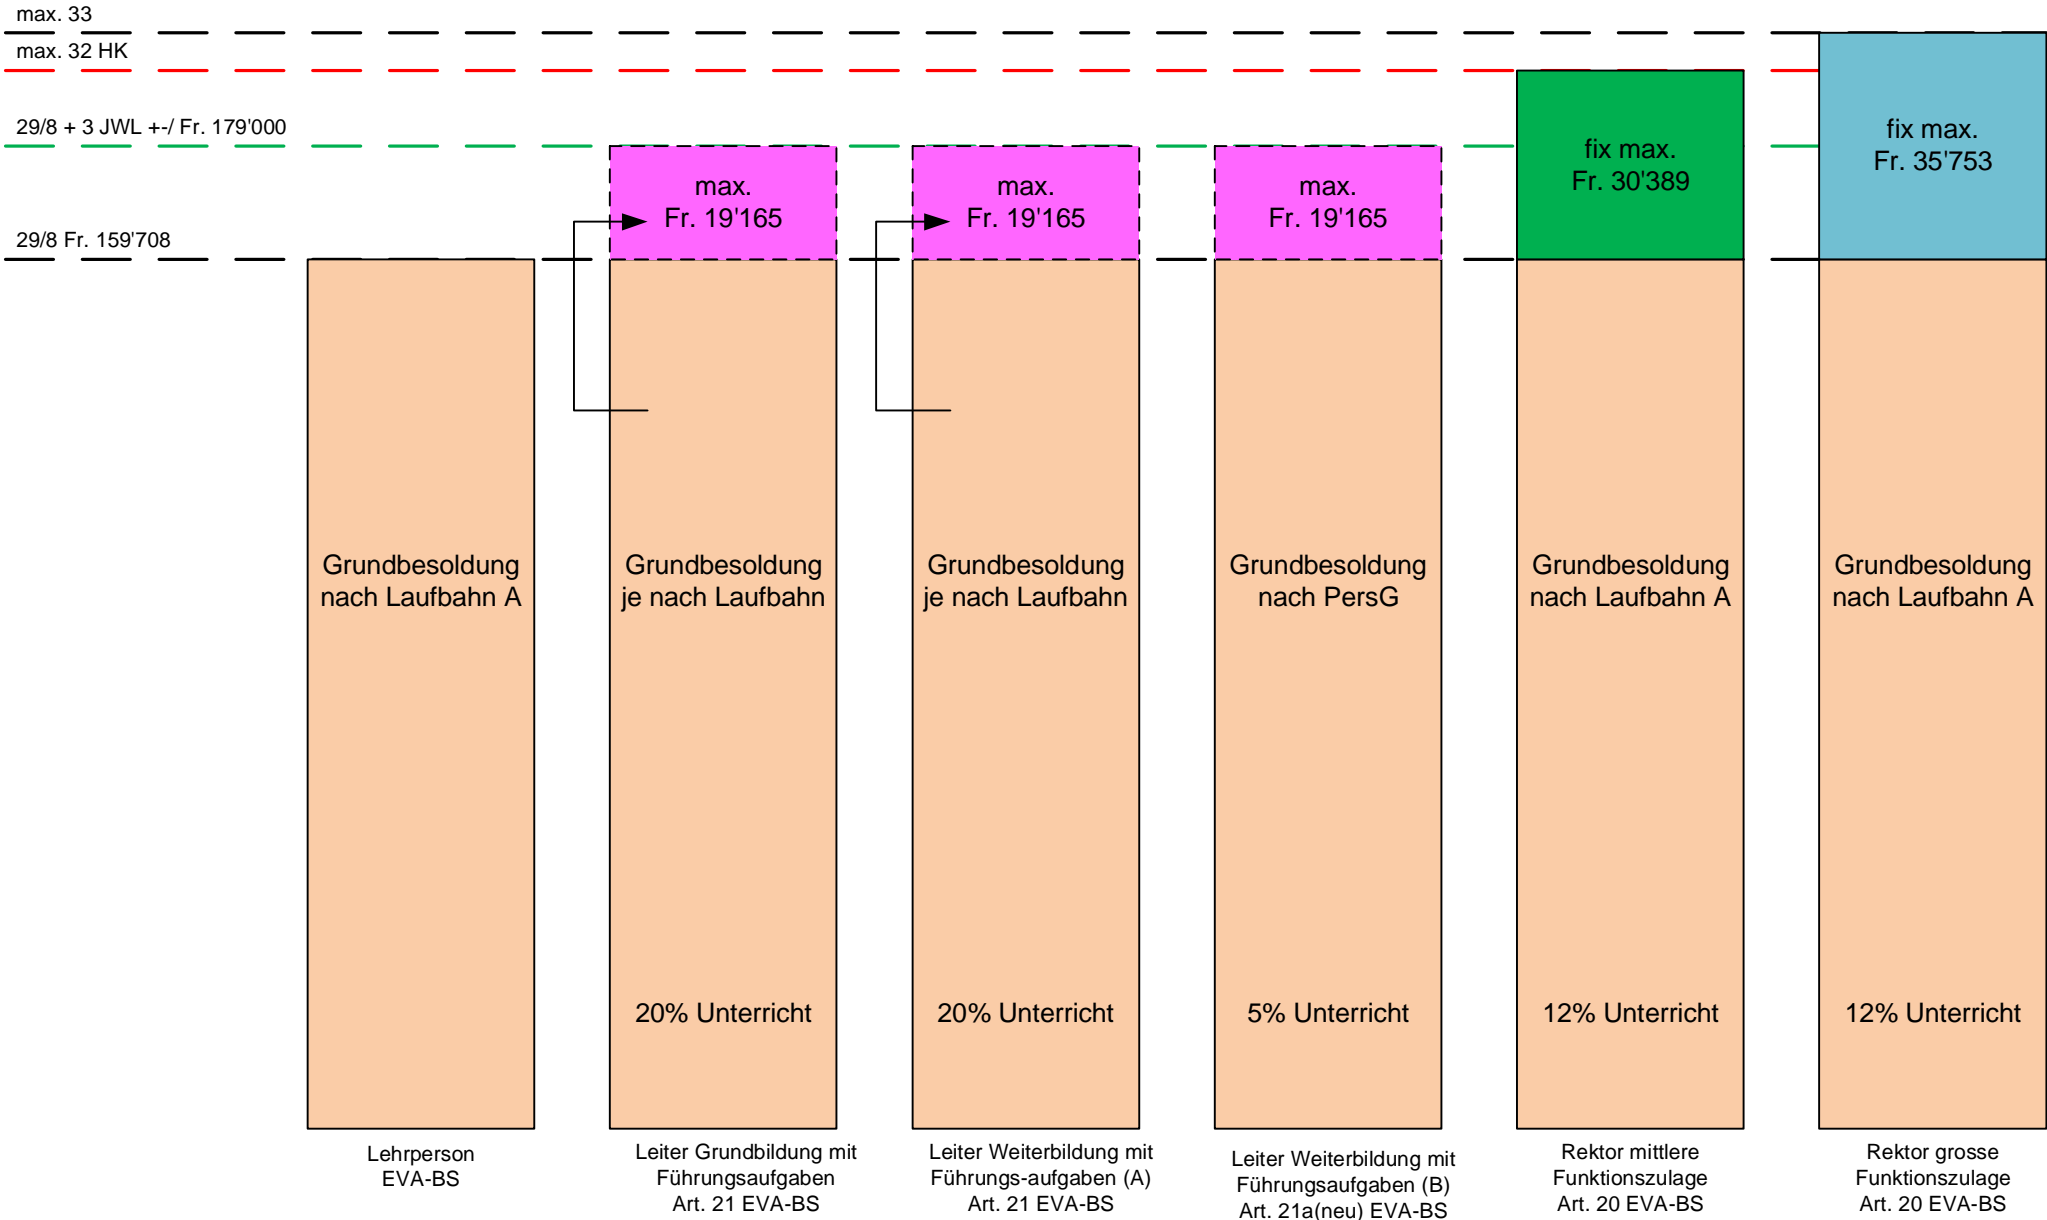 max. 33
max. 32 HK
29/8 + 3 JWL +-/ Fr. 179'000
29/8 Fr. 159'708
max.
Fr. 19'165
max.
Fr. 19'165
max.
Fr. 19'165
fix max.
Fr. 30'389
fix max.
Fr. 35'753
Grundbesoldung
nach Laufbahn A
Grundbesoldung
je nach Laufbahn
Grundbesoldung
je nach Laufbahn
Grundbesoldung
nach PersG
Grundbesoldung
nach Laufbahn A
Grundbesoldung
nach Laufbahn A
20% Unterricht
20% Unterricht
5% Unterricht
12% Unterricht
12% Unterricht
Lehrperson
EVA-BS
Leiter Grundbildung mit
Führungsaufgaben
Art. 21 EVA-BS
Leiter Weiterbildung mit
Führungs-aufgaben (A)
Art. 21 EVA-BS
Leiter Weiterbildung mit
Führungsaufgaben (B)
Art. 21a(neu) EVA-BS
Rektor mittlere
Funktionszulage
Art. 20 EVA-BS
Rektor grosse
Funktionszulage
Art. 20 EVA-BS